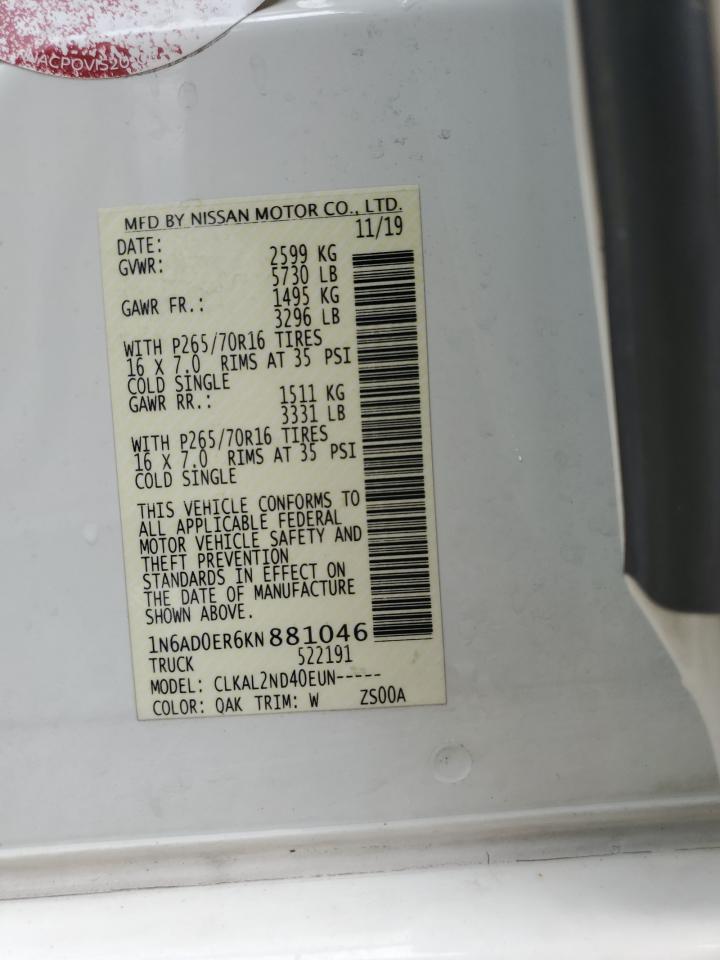 ACPOV1520
MFD BY NISSAN MOTOR CO., LTD.
DATE: 11/19
GVWR: 2599 KG
5730 LB
GAWR FR.: 1495 KG
3296 LB
WITH P265/70R16 TIRES
16 X 7.0 RIMS AT 35 PSI
COLD SINGLE
GAWR RR.: 1511 KG
3331 LB
WITH P265/70R16 TIRES
16 X 7.0 RIMS AT 35 PSI
COLD SINGLE
THIS VEHICLE CONFORMS TO
ALL APPLICABLE FEDERAL
MOTOR VEHICLE SAFETY AND
THEFT PREVENTION
STANDARDS IN EFFECT ON
THE DATE OF MANUFACTURE
SHOWN ABOVE.
1N6AD0ER6KN881046
TRUCK 522191
MODEL: CLKAL2ND40EUN-----
COLOR: QAK TRIM: W ZS00A